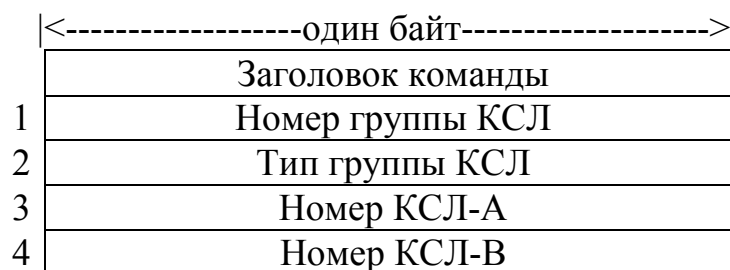 |<-------------------один байт-------------------->
Заголовок команды
1 Номер группы КСЛ
2 Тип группы КСЛ
3 Номер КСЛ-А
4 Номер КСЛ-В